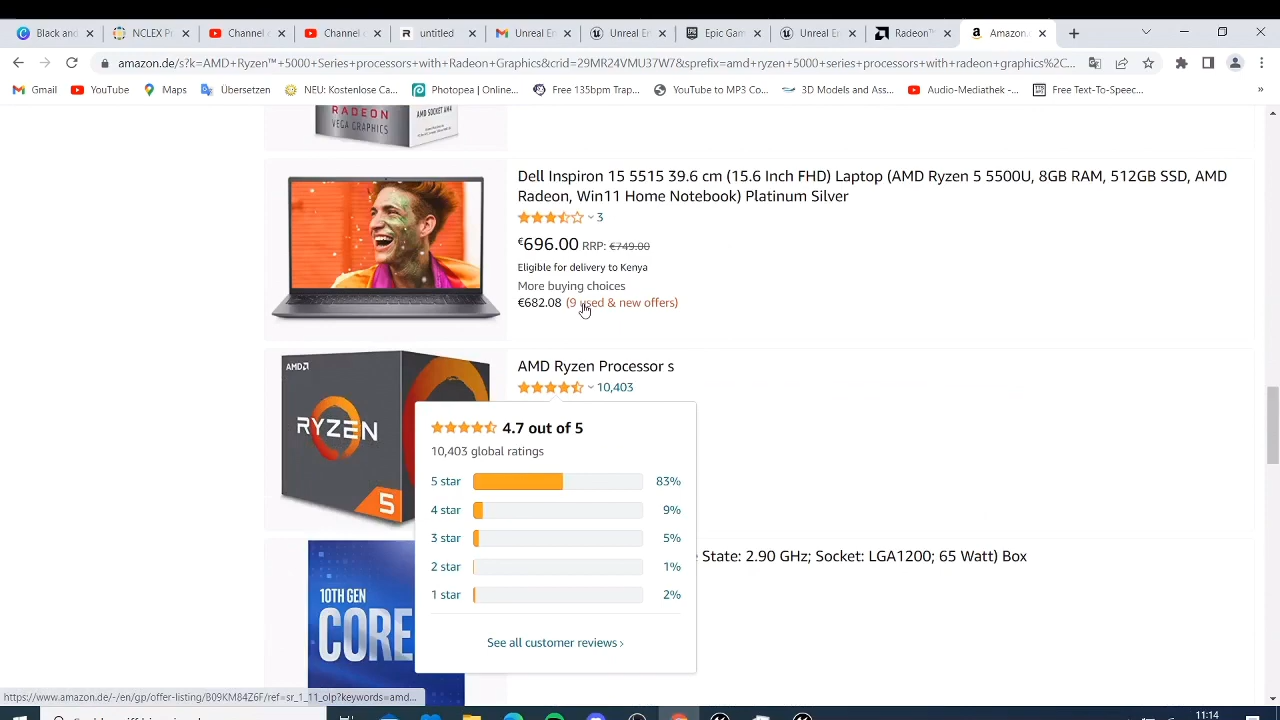 Black and
NCLEX Pu
Channel c
Channel c
untitled
Unreal En
Unreal En
Epic Gam
Unreal En
Radeon™
Amazon.
amazon.de/s?k=AMD+Ryzen™+5000+Series+processors+with+Radeon+Graphics&crid=29MR24VMU37W7&sprefix=amd+ryzen+5000+series+processors+with+radeon+graphics%2C...
Gmail
YouTube
Maps
Übersetzen
NEU: Kostenlose Ca...
Photopea | Online...
Free 135bpm Trap...
YouTube to MP3 Co...
3D Models and Ass...
Audio-Mediathek -...
Free Text-To-Speec...
»
RADEON
VEGA GRAPHICS
AMD SOCKET AM4
Dell Inspiron 15 5515 39.6 cm (15.6 Inch FHD) Laptop (AMD Ryzen 5 5500U, 8GB RAM, 512GB SSD, AMD
Radeon, Win11 Home Notebook) Platinum Silver
3
€696.00 RRP: €749.00
Eligible for delivery to Kenya
More buying choices
€682.08 (9 used & new offers)
AMD
RYZEN
5
AMD Ryzen Processor s
10,403
4.7 out of 5
10,403 global ratings
5 star 83%
4 star 9%
3 star 5%
2 star 1%
1 star 2%
See all customer reviews ›
10TH GEN
CORE
State: 2.90 GHz; Socket: LGA1200; 65 Watt) Box
https://www.amazon.de/-/en/gp/offer-listing/B09KM84Z6F/ref=sr_1_11_olp?keywords=amd...
11:14